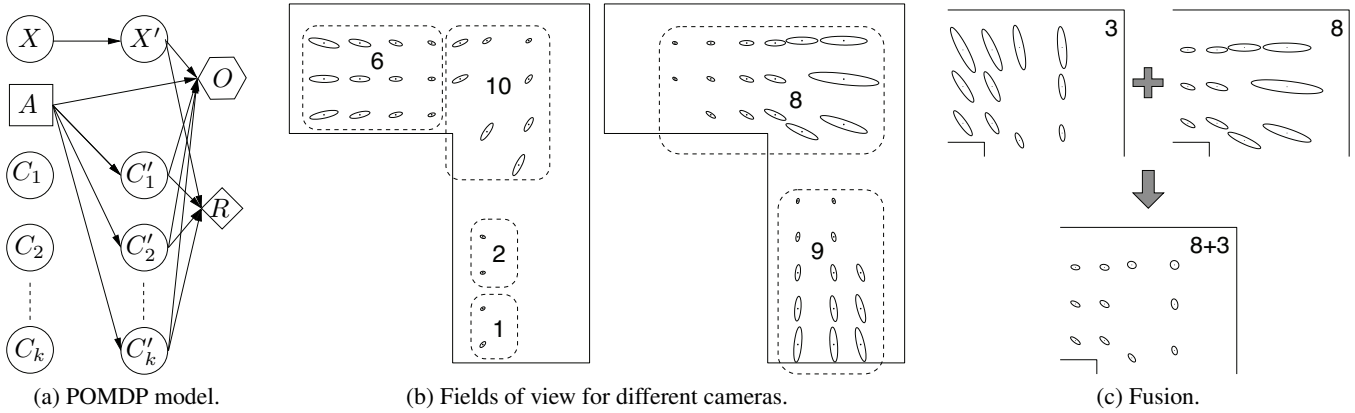 X
X′
O
A
C₁
C′₁
R
C₂
C′₂
Cₖ
C′ₖ
(a) POMDP model.
6
10
2
1
8
9
(b) Fields of view for different cameras.
3
8
8+3
(c) Fusion.